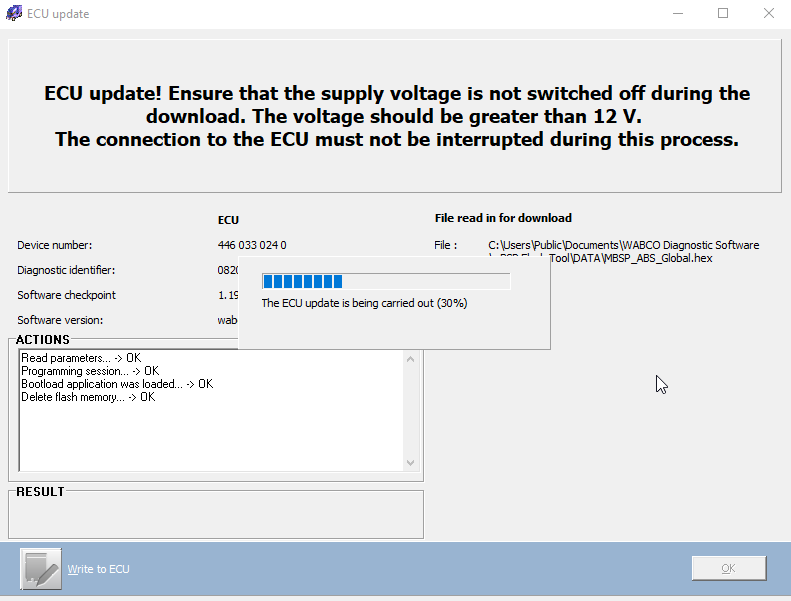 ECU update
ECU update! Ensure that the supply voltage is not switched off during the
download. The voltage should be greater than 12 V.
The connection to the ECU must not be interrupted during this process.
ECU
File read in for download
Device number:
446 033 024 0
File :
C:\Users\Public\Documents\WABCO Diagnostic Software
Tool\DATA\MBSP_ABS_Global.hex
Diagnostic identifier:
082
Software checkpoint
1.19
Software version:
wab
The ECU update is being carried out (30%)
ACTIONS
Read parameters... -> OK
Programming session... -> OK
Bootload application was loaded... -> OK
Delete flash memory... -> OK
RESULT
Write to ECU
OK